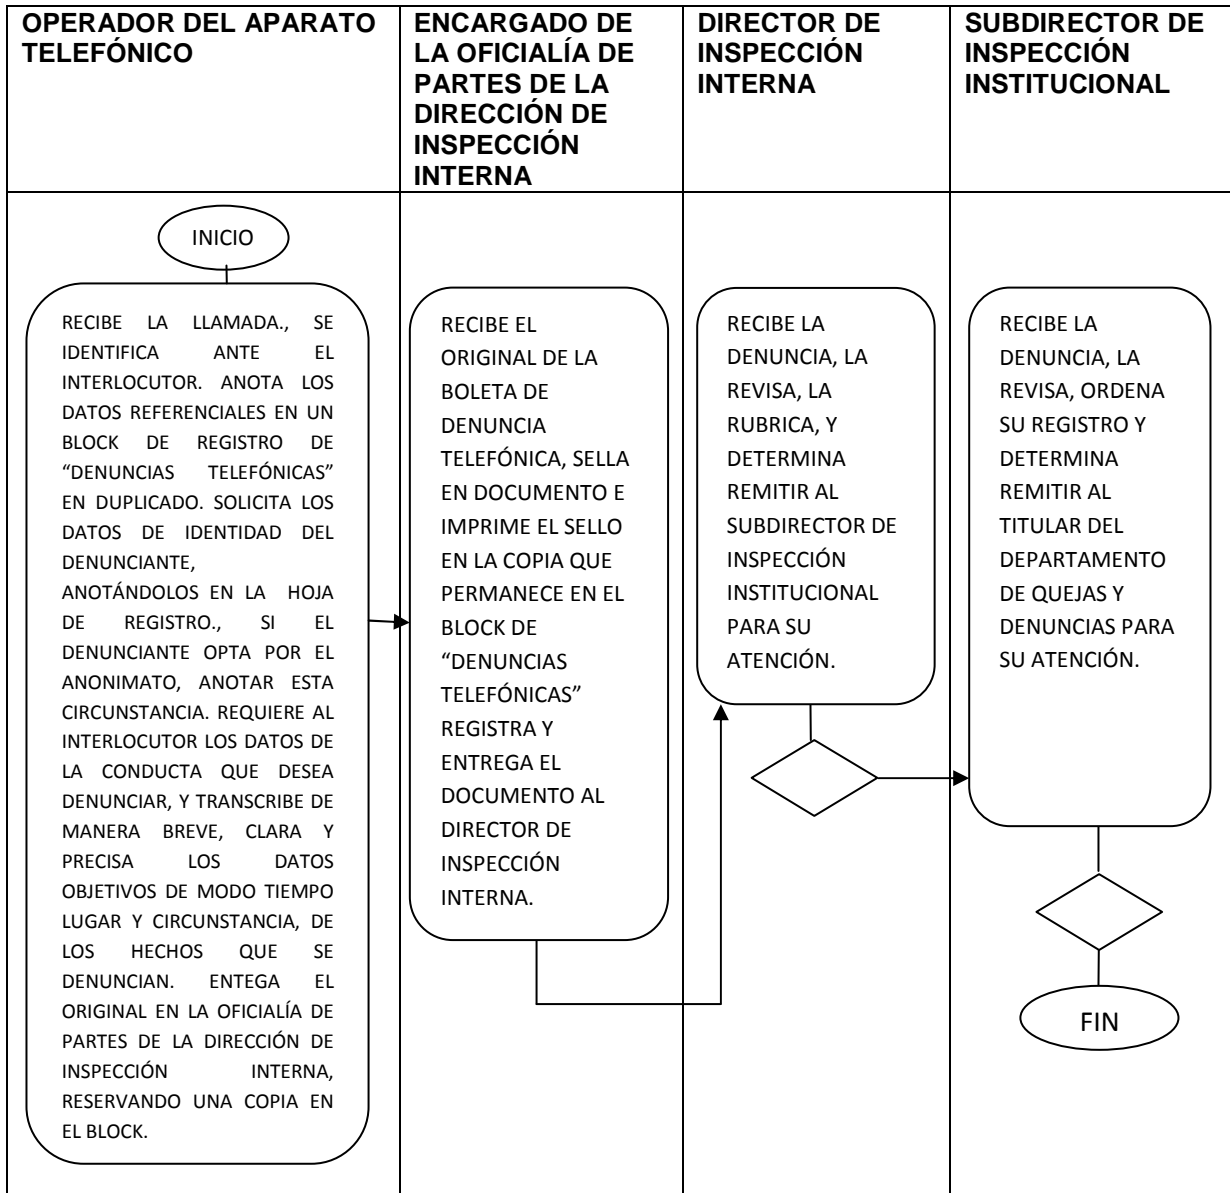 OPERADOR DEL APARATO
TELEFÓNICO
ENCARGADO DE
LA OFICIALÍA DE
PARTES DE LA
DIRECCIÓN DE
INSPECCIÓN
INTERNA
DIRECTOR DE
INSPECCIÓN
INTERNA
SUBDIRECTOR DE
INSPECCIÓN
INSTITUCIONAL
INICIO
RECIBE LA LLAMADA., SE
IDENTIFICA ANTE EL
INTERLOCUTOR. ANOTA LOS
DATOS REFERENCIALES EN UN
BLOCK DE REGISTRO DE
“DENUNCIAS TELEFÓNICAS”
EN DUPLICADO. SOLICITA LOS
DATOS DE IDENTIDAD DEL
DENUNCIANTE,
ANOTÁNDOLOS EN LA HOJA
DE REGISTRO., SI EL
DENUNCIANTE OPTA POR EL
ANONIMATO, ANOTAR ESTA
CIRCUNSTANCIA. REQUIERE AL
INTERLOCUTOR LOS DATOS DE
LA CONDUCTA QUE DESEA
DENUNCIAR, Y TRANSCRIBE DE
MANERA BREVE, CLARA Y
PRECISA LOS DATOS
OBJETIVOS DE MODO TIEMPO
LUGAR Y CIRCUNSTANCIA, DE
LOS HECHOS QUE SE
DENUNCIAN. ENTEGA EL
ORIGINAL EN LA OFICIALÍA DE
PARTES DE LA DIRECCIÓN DE
INSPECCIÓN INTERNA,
RESERVANDO UNA COPIA EN
EL BLOCK.
RECIBE EL
ORIGINAL DE LA
BOLETA DE
DENUNCIA
TELEFÓNICA, SELLA
EN DOCUMENTO E
IMPRIME EL SELLO
EN LA COPIA QUE
PERMANECE EN EL
BLOCK DE
“DENUNCIAS
TELEFÓNICAS”
REGISTRA Y
ENTREGA EL
DOCUMENTO AL
DIRECTOR DE
INSPECCIÓN
INTERNA.
RECIBE LA
DENUNCIA, LA
REVISA, LA
RUBRICA, Y
DETERMINA
REMITIR AL
SUBDIRECTOR DE
INSPECCIÓN
INSTITUCIONAL
PARA SU
ATENCIÓN.
RECIBE LA
DENUNCIA, LA
REVISA, ORDENA
SU REGISTRO Y
DETERMINA
REMITIR AL
TITULAR DEL
DEPARTAMENTO
DE QUEJAS Y
DENUNCIAS PARA
SU ATENCIÓN.
FIN